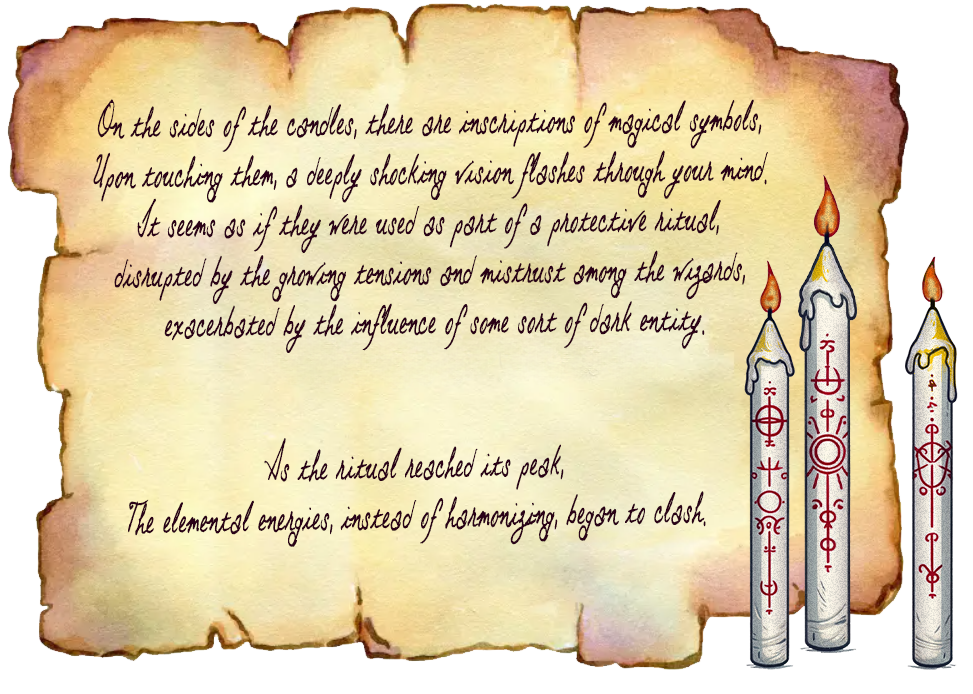 On the sides of the candles, there are inscriptions of magical symbols,
Upon touching them, a deeply shocking vision flashes through your mind.
It seems as if they were used as part of a protective ritual,
disrupted by the growing tensions and mistrust among the wizards,
exacerbated by the influence of some sort of dark entity.
As the ritual reached its peak,
The elemental energies, instead of harmonizing, began to clash.